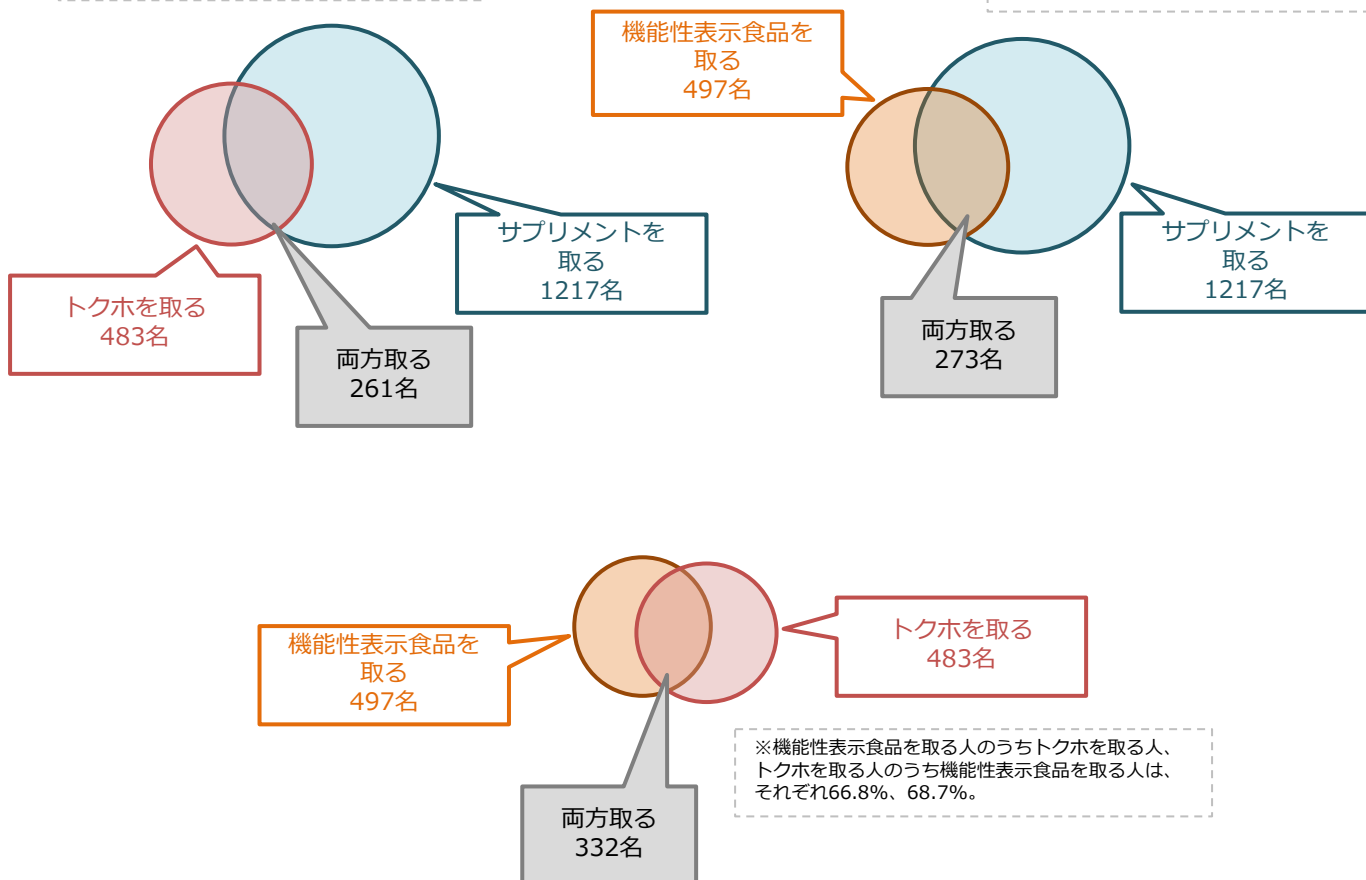 機能性表示食品を
取る
497名
サプリメントを
取る
1217名
トクホを取る
483名
両方取る
261名
サプリメントを
取る
1217名
両方取る
273名
機能性表示食品を
取る
497名
トクホを取る
483名
※機能性表示食品を取る人のうちトクホを取る人、
トクホを取る人のうち機能性表示食品を取る人は、
それぞれ66.8%、68.7%。
両方取る
332名